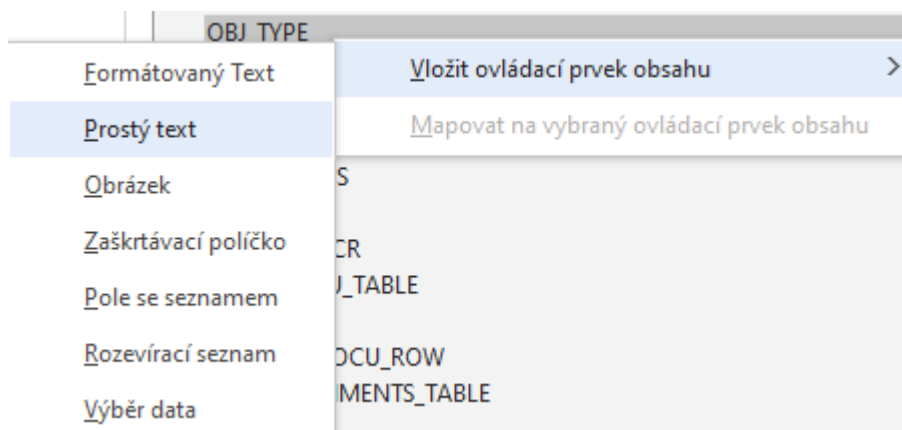 OBJ_TYPE
Formátovaný Text
Vložit ovládací prvek obsahu
Prostý text
Mapovat na vybraný ovládací prvek obsahu
Obrázek
S
Zaškrtávací políčko
CR
Pole se seznamem
J_TABLE
Rozevírací seznam
OCU_ROW
MENTS_TABLE
Výběr data